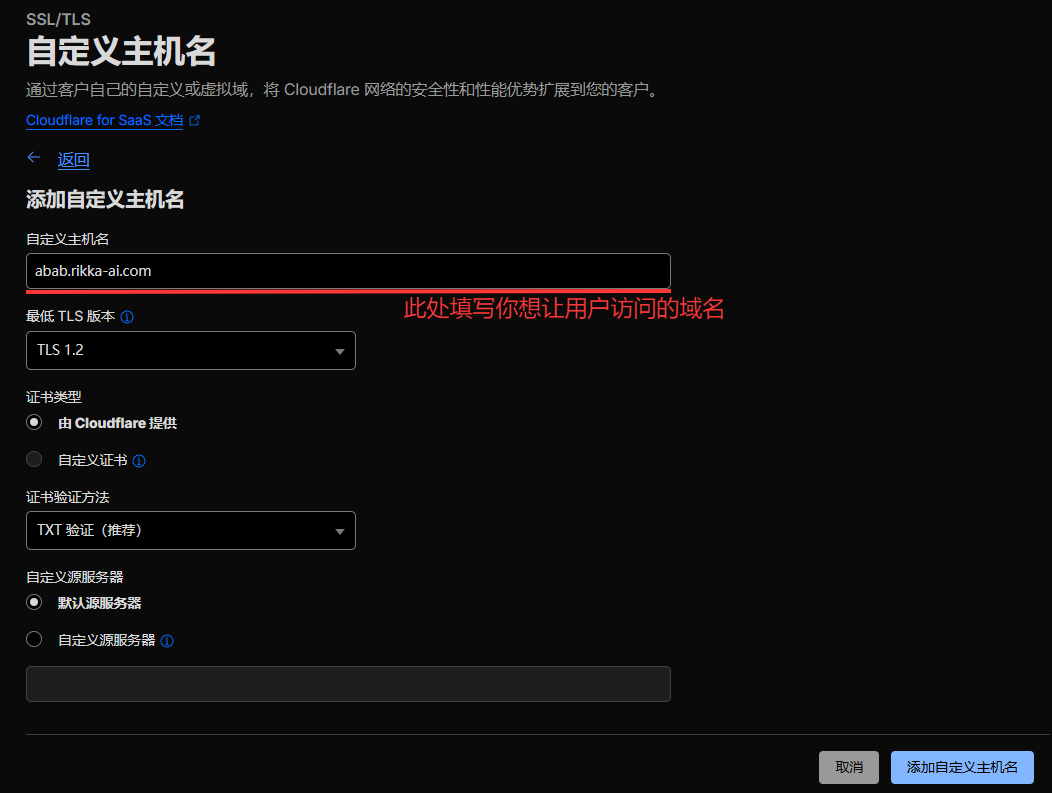 SSL/TLS
自定义主机名
通过客户自己的自定义或虚拟域，将 Cloudflare 网络的安全性和性能优势扩展到您的客户。
Cloudflare for SaaS 文档
返回
添加自定义主机名
自定义主机名
abab.rikka-ai.com
此处填写你想让用户访问的域名
最低 TLS 版本
TLS 1.2
证书类型
由 Cloudflare 提供
自定义证书
证书验证方法
TXT 验证（推荐）
自定义源服务器
默认源服务器
自定义源服务器
取消 添加自定义主机名